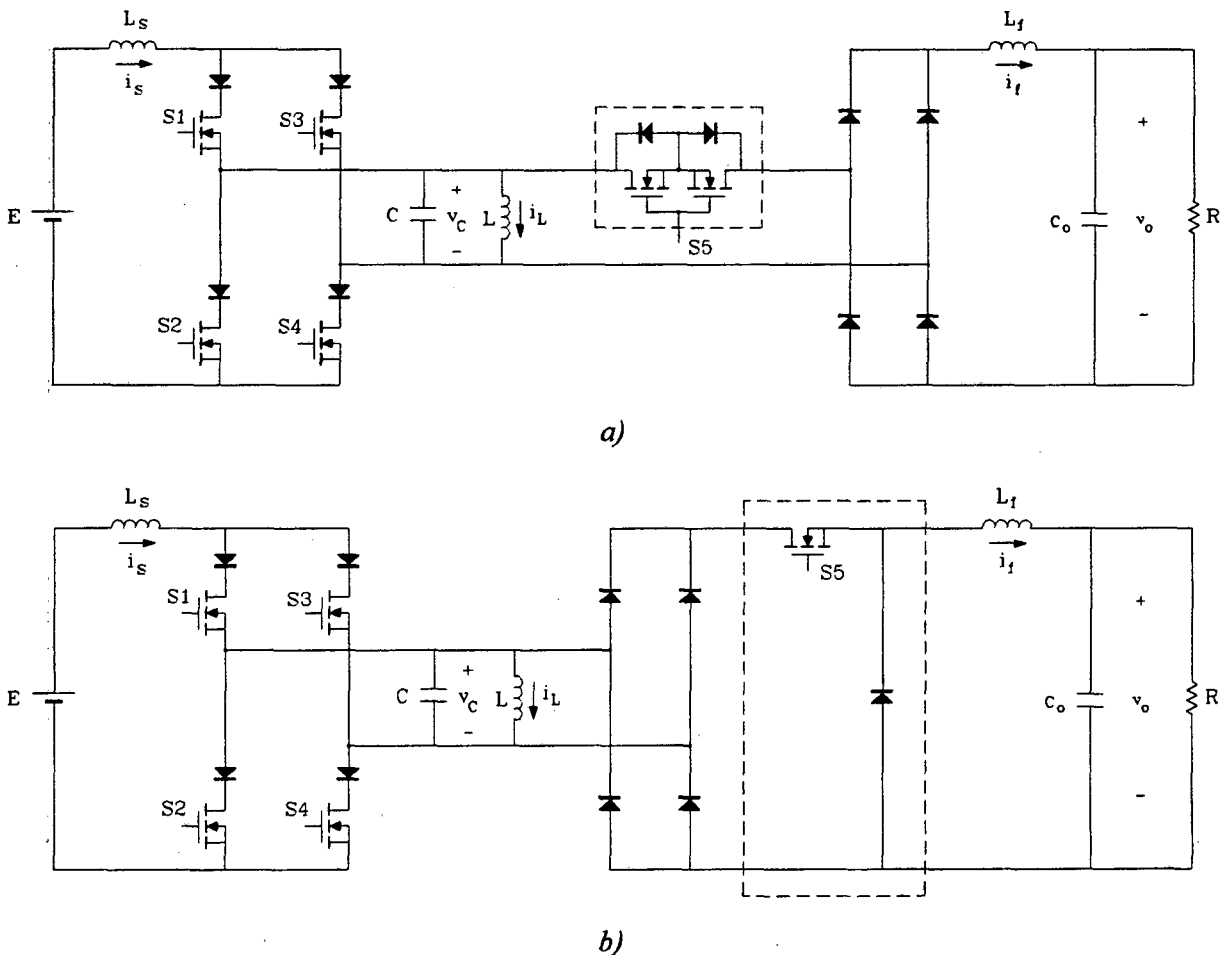 Ls
is
S1
S3
E
C
+
vC
-
L
iL
S5
S2
S4
Lf
if
Co
+
vo
-
R
a)
Ls
is
S1
S3
E
C
+
vC
-
L
iL
S2
S4
S5
Lf
if
Co
+
vo
-
R
b)